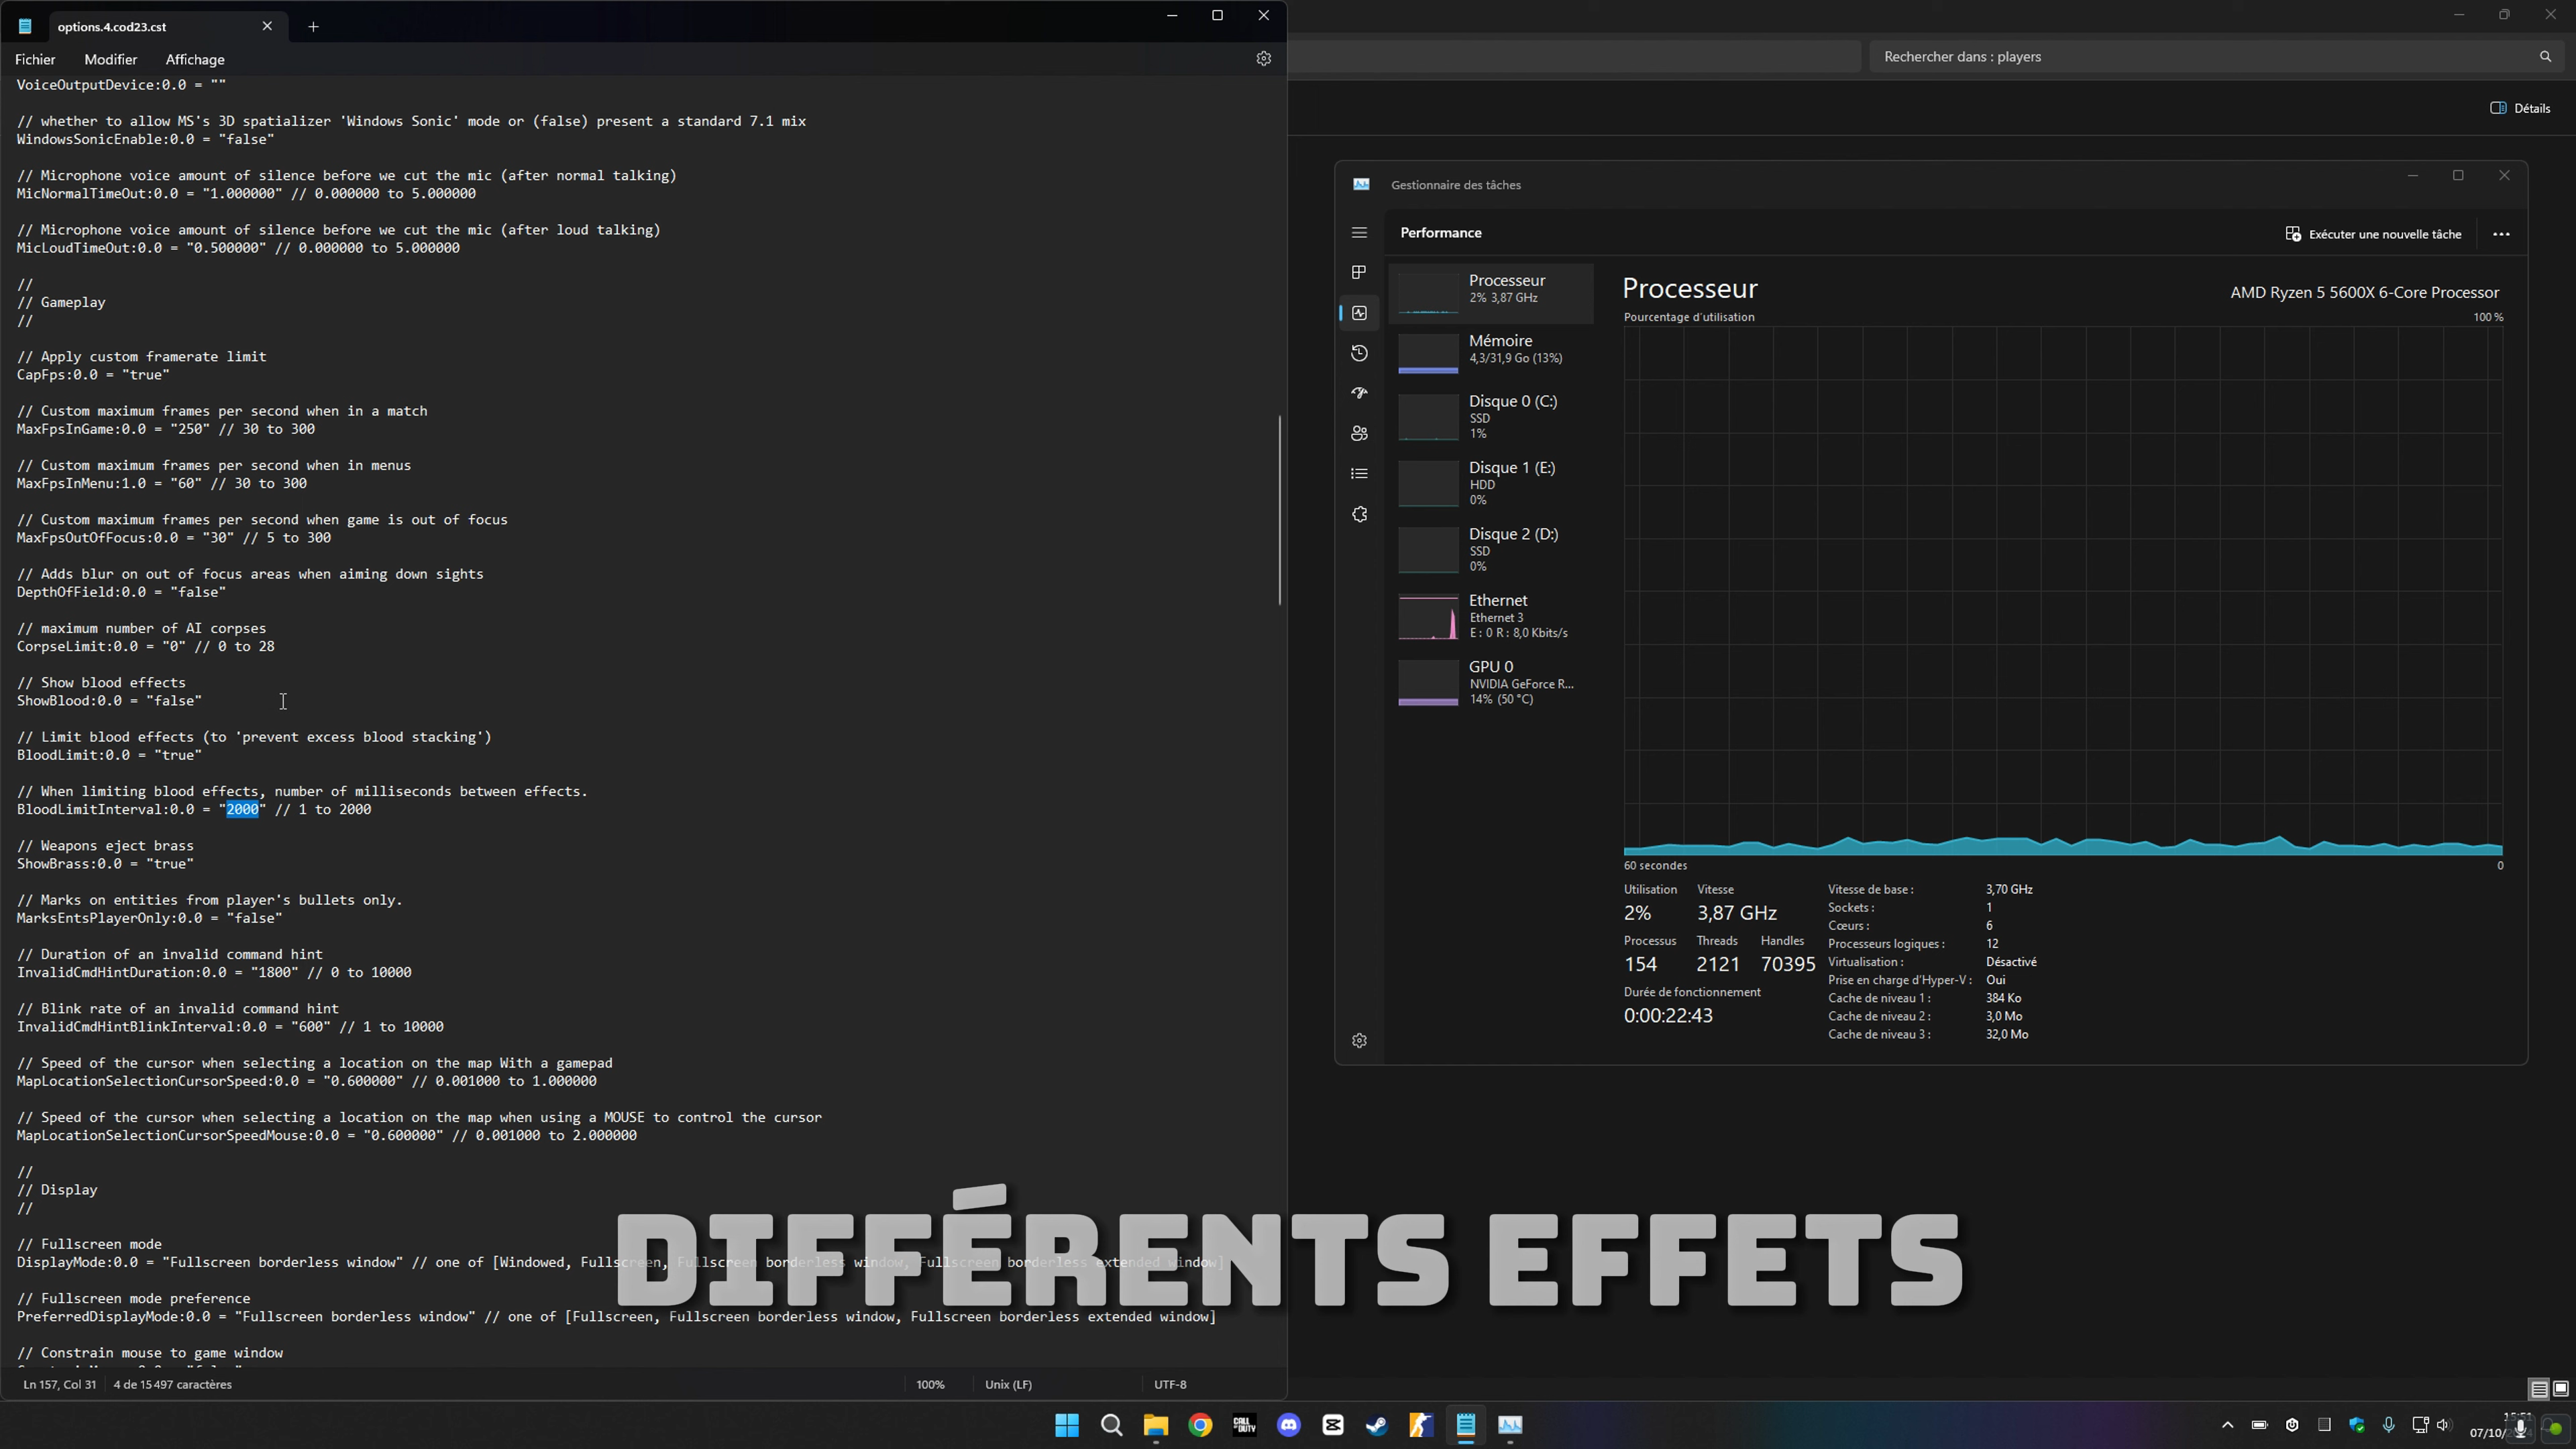 options.4.cod23.cst
Fichier Modifier Affichage
VoiceOutputDevice:0.0 = ""
// whether to allow MS's 3D spatializer 'Windows Sonic' mode or (false) present a standard 7.1 mix
WindowsSonicEnable:0.0 = "false"
// Microphone voice amount of silence before we cut the mic (after normal talking)
MicNormalTimeOut:0.0 = "1.000000" // 0.000000 to 5.000000
// Microphone voice amount of silence before we cut the mic (after loud talking)
MicLoudTimeOut:0.0 = "0.500000" // 0.000000 to 5.000000
//
// Gameplay
//
// Apply custom framerate limit
CapFps:0.0 = "true"
// Custom maximum frames per second when in a match
MaxFpsInGame:0.0 = "250" // 30 to 300
// Custom maximum frames per second when in menus
MaxFpsInMenu:1.0 = "60" // 30 to 300
// Custom maximum frames per second when game is out of focus
MaxFpsOutOfFocus:0.0 = "30" // 5 to 300
// Adds blur on out of focus areas when aiming down sights
DepthOfField:0.0 = "false"
// maximum number of AI corpses
CorpseLimit:0.0 = "0" // 0 to 28
// Show blood effects
ShowBlood:0.0 = "false"
// Limit blood effects (to 'prevent excess blood stacking')
BloodLimit:0.0 = "true"
// When limiting blood effects, number of milliseconds between effects.
BloodLimitInterval:0.0 = "2000" // 1 to 2000
// Weapons eject brass
ShowBrass:0.0 = "true"
// Marks on entities from player's bullets only.
MarksEntsPlayerOnly:0.0 = "false"
// Duration of an invalid command hint
InvalidCmdHintDuration:0.0 = "1800" // 0 to 10000
// Blink rate of an invalid command hint
InvalidCmdHintBlinkInterval:0.0 = "600" // 1 to 10000
// Speed of the cursor when selecting a location on the map With a gamepad
MapLocationSelectionCursorSpeed:0.0 = "0.600000" // 0.001000 to 1.000000
// Speed of the cursor when selecting a location on the map when using a MOUSE to control the cursor
MapLocationSelectionCursorSpeedMouse:0.0 = "0.600000" // 0.001000 to 2.000000
//
// Display
//
// Fullscreen mode
DisplayMode:0.0 = "Fullscreen borderless window" // one of [Windowed, Fullscreen, Fullscreen borderless window, Fullscreen borderless extended window]
// Fullscreen mode preference
PreferredDisplayMode:0.0 = "Fullscreen borderless window" // one of [Fullscreen, Fullscreen borderless window, Fullscreen borderless extended window]
// Constrain mouse to game window
Ln 157, Col 31 4 de 15 497 caractères 100% Unix (LF) UTF-8
Rechercher dans : players
Détails
Gestionnaire des tâches
Performance
Exécuter une nouvelle tâche
Processeur
2% 3,87 GHz
Mémoire
4,3/31,9 Go (13%)
Disque 0 (C:)
SSD
1%
Disque 1 (E:)
HDD
0%
Disque 2 (D:)
SSD
0%
Ethernet
Ethernet 3
E : 0 R : 8,0 Kbits/s
GPU 0
NVIDIA GeForce R...
14% (50 °C)
Processeur
AMD Ryzen 5 5600X 6-Core Processor
Pourcentage d'utilisation 100 %
60 secondes 0
Utilisation Vitesse
2% 3,87 GHz
Processus Threads Handles
154 2121 70395
Durée de fonctionnement
0:00:22:43
Vitesse de base : 3,70 GHz
Sockets : 1
Cœurs : 6
Processeurs logiques : 12
Virtualisation : Désactivé
Prise en charge d'Hyper-V : Oui
Cache de niveau 1 : 384 Ko
Cache de niveau 2 : 3,0 Mo
Cache de niveau 3 : 32,0 Mo
DIFFÉRENTS EFFETS
CALL OF DUTY